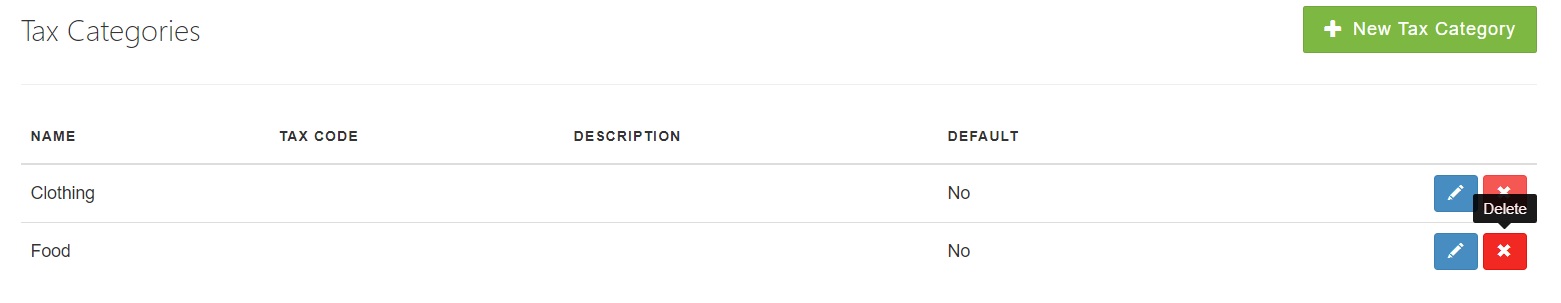 Tax Categories
New Tax Category
NAME TAX CODE DESCRIPTION DEFAULT
Clothing No
Delete
Food No